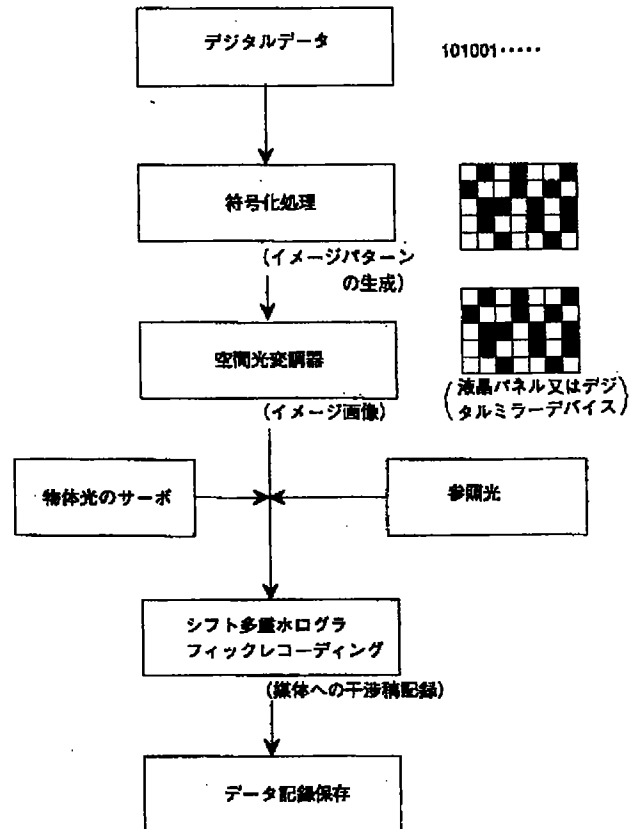 デジタルデータ
101001・・・・・
符号化処理
(イメージパターン
の生成)
空間光変調器
(液晶パネル又はデジ
タルミラーデバイス)
(イメージ画像)
物体光のサーボ
参照光
シフト多重ホログラ
フィックレコーディング
(媒体への干渉縞記録)
データ記録保存